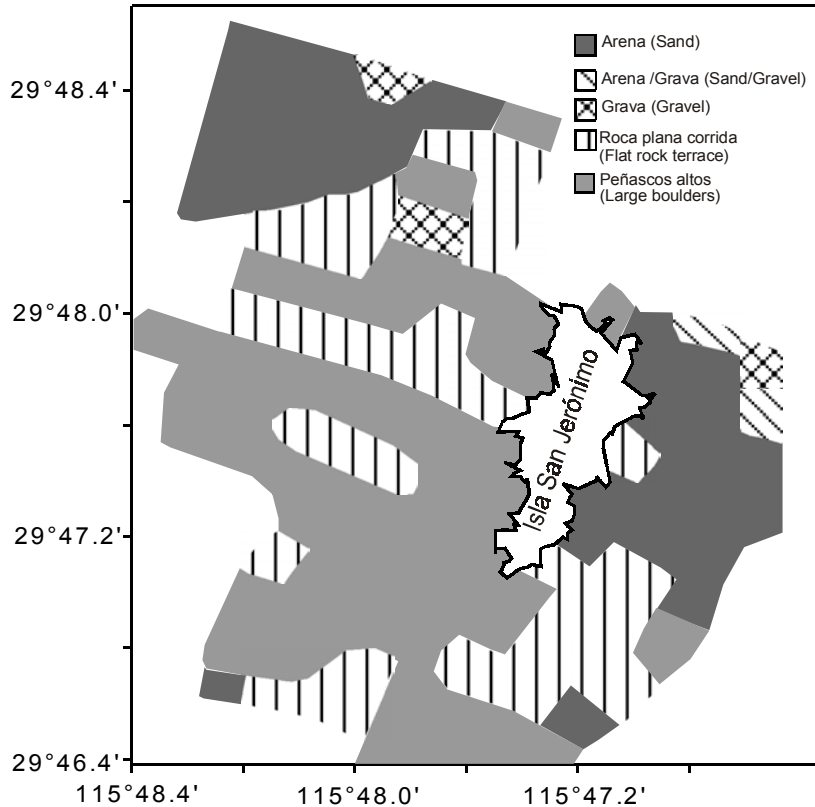 Arena (Sand)
Arena /Grava (Sand/Gravel)
Grava (Gravel)
Roca plana corrida
(Flat rock terrace)
Peñascos altos
(Large boulders)
29°48.4'
29°48.0'
29°47.2'
29°46.4'
Isla San Jerónimo
115°48.4'
115°48.0'
115°47.2'